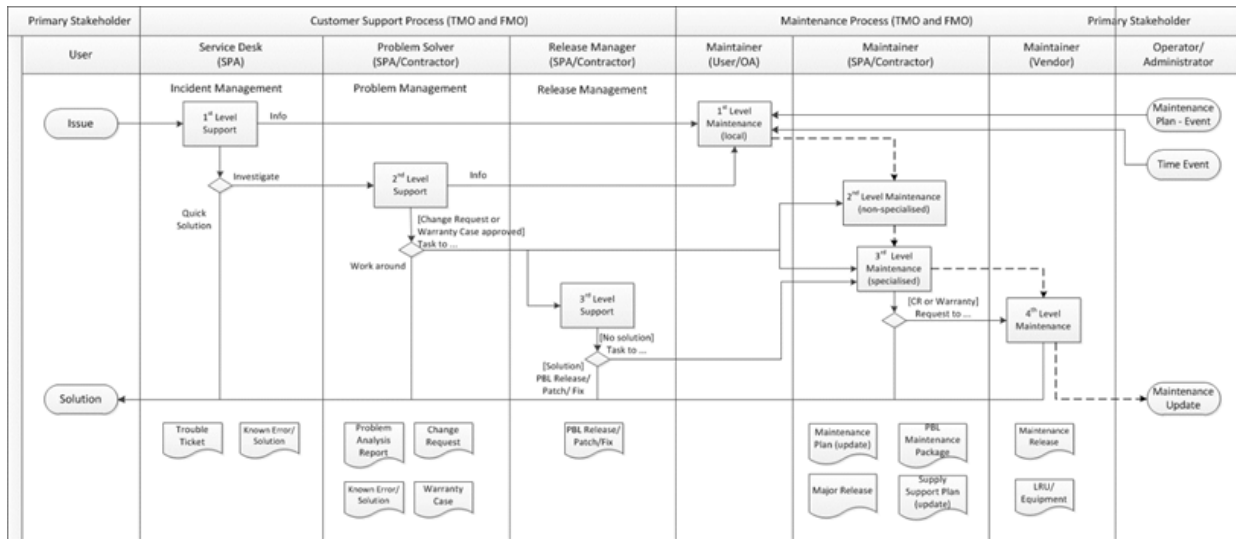 Primary Stakeholder
Customer Support Process (TMO and FMO)
Maintenance Process (TMO and FMO)
Primary Stakeholder
User
Service Desk
(SPA)
Problem Solver
(SPA/Contractor)
Release Manager
(SPA/Contractor)
Maintainer
(User/OA)
Maintainer
(SPA/Contractor)
Maintainer
(Vendor)
Operator/
Administrator
Incident Management
Problem Management
Release Management
Issue
1st Level
Support
Info
1st Level
Maintenance
(local)
Maintenance
Plan - Event
Time Event
Investigate
Quick
Solution
2nd Level
Support
Info
2nd Level Maintenance
(non-specialised)
[Change Request or
Warranty Case approved]
Task to ...
Work around
3rd Level
Maintenance
(specialised)
3rd Level
Support
[CR or Warranty]
Request to ...
4th Level
Maintenance
[No solution]
Task to ...
[Solution]
PBL Release/
Patch/ Fix
Solution
Maintenance
Update
Trouble
Ticket
Known Error/
Solution
Problem
Analysis
Report
Change
Request
PBL Release/
Patch/Fix
Maintenance
Plan (update)
PBL
Maintenance
Package
Maintenance
Release
Known Error/
Solution
Warranty
Case
Major Release
Supply
Support Plan
(update)
LRU/
Equipment